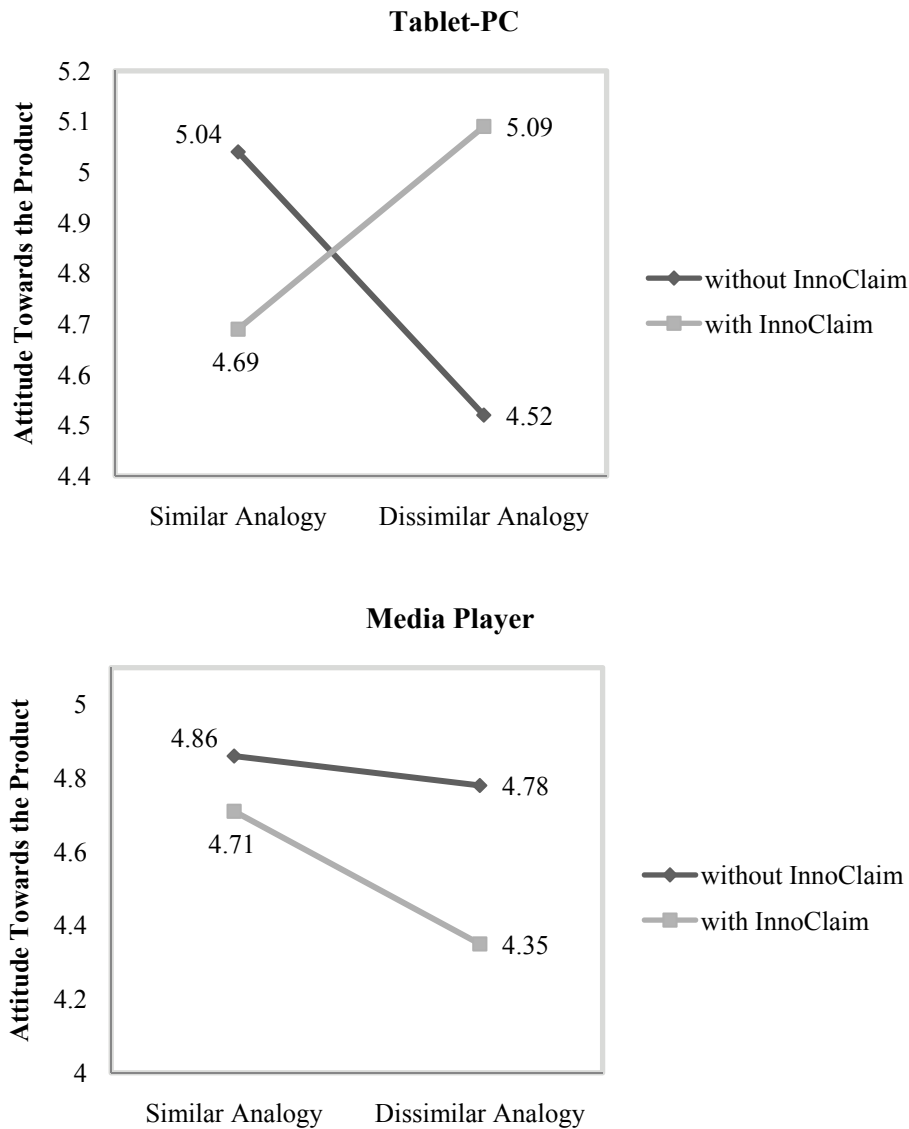 Tablet-PC
Attitude Towards the Product
5.2
5.1
5
4.9
4.8
4.7
4.6
4.5
4.4
5.04
5.09
4.69
4.52
Similar Analogy
Dissimilar Analogy
without InnoClaim
with InnoClaim
Media Player
Attitude Towards the Product
5
4.8
4.6
4.4
4.2
4
4.86
4.78
4.71
4.35
Similar Analogy
Dissimilar Analogy
without InnoClaim
with InnoClaim